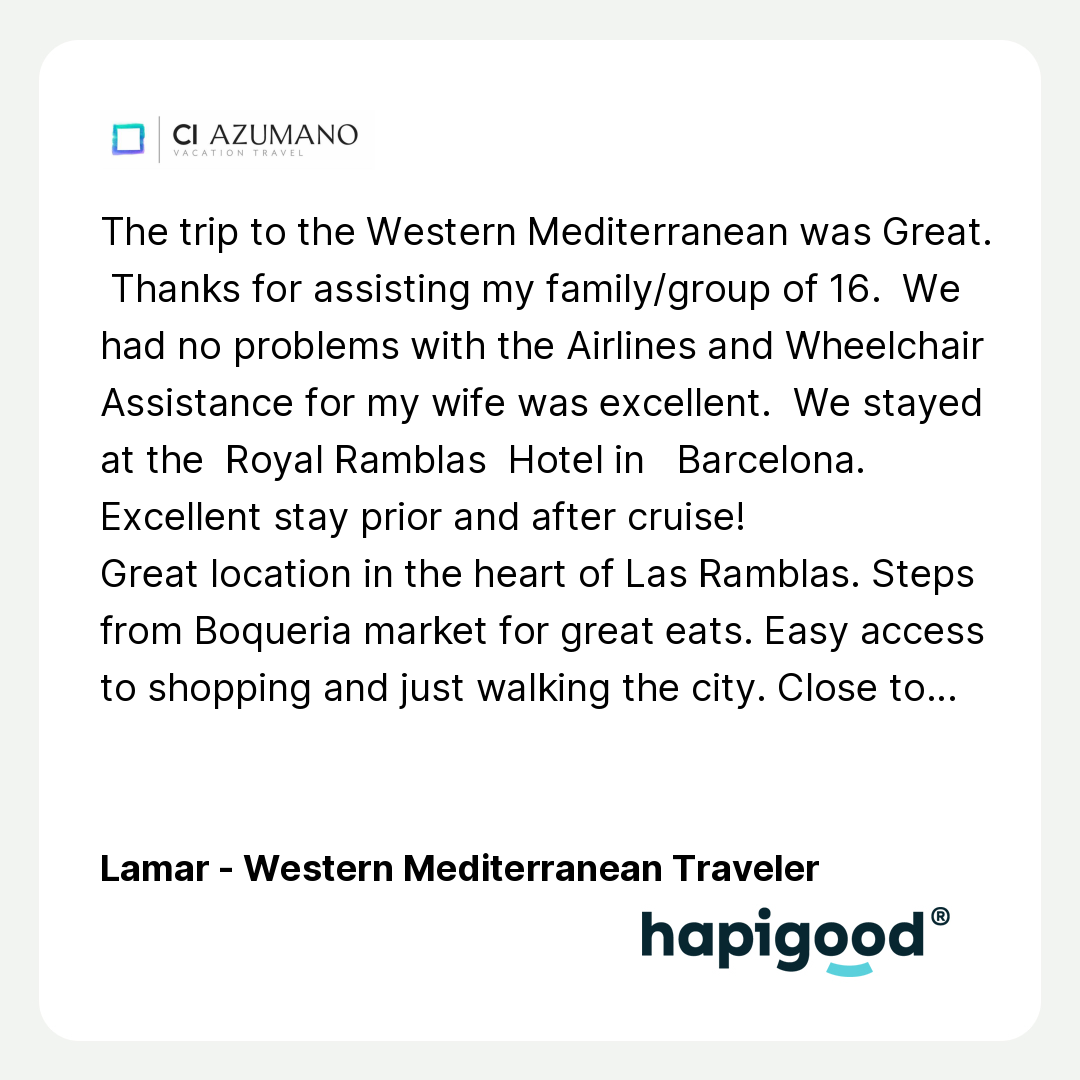 CI AZUMANO
VACATION TRAVEL
The trip to the Western Mediterranean was Great.
Thanks for assisting my family/group of 16.  We
had no problems with the Airlines and Wheelchair
Assistance for my wife was excellent.  We stayed
at the  Royal Ramblas  Hotel in   Barcelona.
Excellent stay prior and after cruise!
Great location in the heart of Las Ramblas. Steps
from Boqueria market for great eats. Easy access
to shopping and just walking the city. Close to...
Lamar - Western Mediterranean Traveler
hapigood®